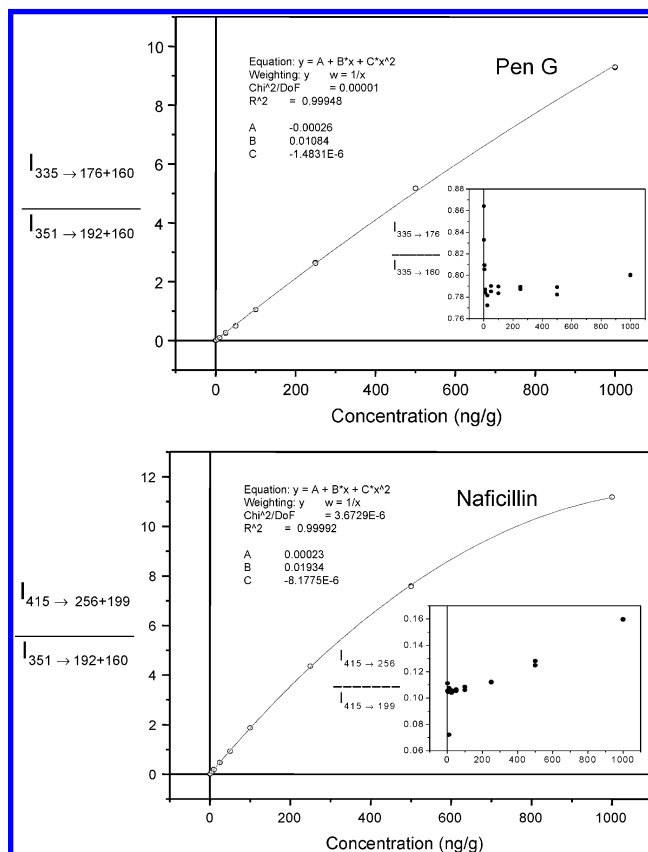 Pen G
Equation: y = A + B*x + C*x^2
Weighting: y w = 1/x
Chi^2/DoF = 0.00001
R^2 = 0.99948
A -0.00026
B 0.01084
C -1.4831E-6
I335 → 176+160
I351 → 192+160
10
8
6
4
2
0
0 200 400 600 800 1000
Concentration (ng/g)
I335 → 176
I335 → 160
0.88
0.86
0.84
0.82
0.80
0.78
0.76
0 200 400 600 800 1000
Naficillin
Equation: y = A + B*x + C*x^2
Weighting: y w = 1/x
Chi^2/DoF = 3.6729E-6
R^2 = 0.99992
A 0.00023
B 0.01934
C -8.1775E-6
I415 → 256+199
I351 → 192+160
12
10
8
6
4
2
0
0 200 400 600 800 1000
Concentration (ng/g)
I415 → 256
I415 → 199
0.16
0.14
0.12
0.10
0.08
0.06
0 200 400 600 800 1000